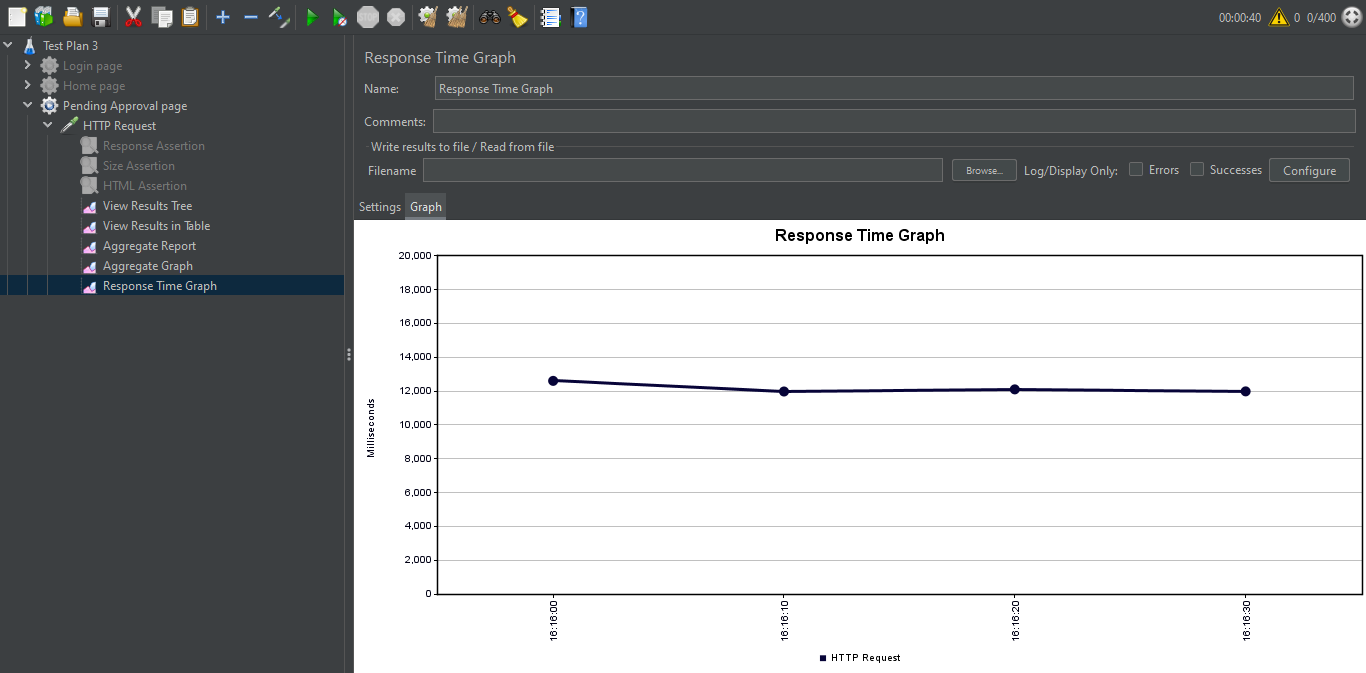 00:00:40 0 0/400
Test Plan 3
Login page
Home page
Pending Approval page
HTTP Request
Response Assertion
Size Assertion
HTML Assertion
View Results Tree
View Results in Table
Aggregate Report
Aggregate Graph
Response Time Graph
Response Time Graph
Name: Response Time Graph
Comments:
Write results to file / Read from file
Filename Browse... Log/Display Only: Errors Successes Configure
Settings Graph
Response Time Graph
20,000
18,000
16,000
14,000
12,000
10,000
8,000
6,000
4,000
2,000
0
Milliseconds
16:16:00 16:16:10 16:16:20 16:16:30
HTTP Request